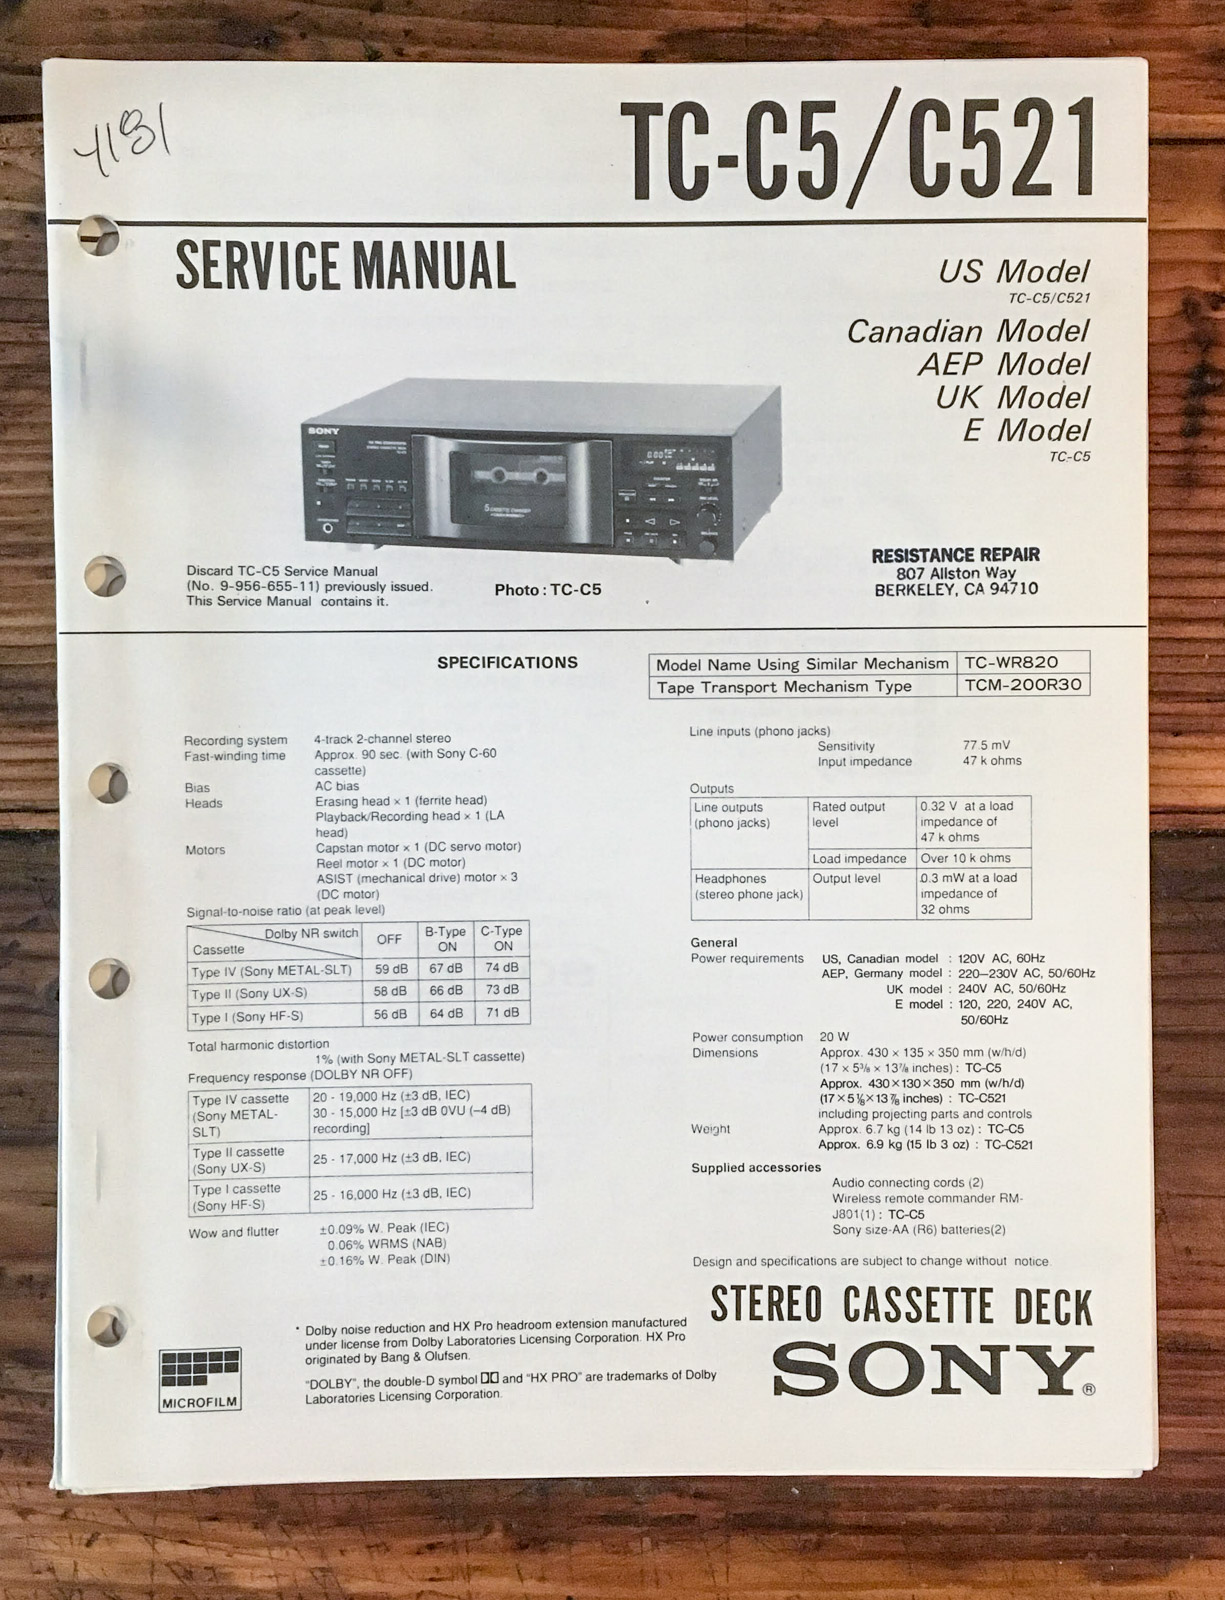 4181
TC-C5/C521
SERVICE MANUAL
US Model
TC-C5/C521
Canadian Model
AEP Model
UK Model
E Model
TC-C5
SONY
5 CASSETTE CHANGER
Discard TC-C5 Service Manual
(No. 9-956-655-11) previously issued.
This Service Manual contains it.
Photo : TC-C5
RESISTANCE REPAIR
807 Allston Way
BERKELEY, CA 94710
SPECIFICATIONS
Model Name Using Similar Mechanism TC-WR820
Tape Transport Mechanism Type TCM-200R30
Recording system 4-track 2-channel stereo
Fast-winding time Approx. 90 sec. (with Sony C-60
cassette)
Bias AC bias
Heads Erasing head × 1 (ferrite head)
Playback/Recording head × 1 (LA
head)
Motors Capstan motor × 1 (DC servo motor)
Reel motor × 1 (DC motor)
ASIST (mechanical drive) motor × 3
(DC motor)
Signal-to-noise ratio (at peak level)
Dolby NR switch
Cassette
OFF
B-Type
ON
C-Type
ON
Type IV (Sony METAL-SLT) 59 dB 67 dB 74 dB
Type II (Sony UX-S) 58 dB 66 dB 73 dB
Type I (Sony HF-S) 56 dB 64 dB 71 dB
Total harmonic distortion
1% (with Sony METAL-SLT cassette)
Frequency response (DOLBY NR OFF)
Type IV cassette 20 - 19,000 Hz (±3 dB, IEC)
(Sony METAL- 30 - 15,000 Hz [±3 dB 0VU (−4 dB)
SLT) recording]
Type II cassette
(Sony UX-S)
25 - 17,000 Hz (±3 dB, IEC)
Type I cassette
(Sony HF-S)
25 - 16,000 Hz (±3 dB, IEC)
Wow and flutter ±0.09% W. Peak (IEC)
0.06% WRMS (NAB)
±0.16% W. Peak (DIN)
Line inputs (phono jacks)
Sensitivity 77.5 mV
Input impedance 47 k ohms
Outputs
Line outputs Rated output 0.32 V at a load
(phono jacks) level impedance of
47 k ohms
Load impedance Over 10 k ohms
Headphones Output level 0.3 mW at a load
(stereo phone jack) impedance of
32 ohms
General
Power requirements US, Canadian model : 120V AC, 60Hz
AEP, Germany model : 220–230V AC, 50/60Hz
UK model : 240V AC, 50/60Hz
E model : 120, 220, 240V AC,
50/60Hz
Power consumption 20 W
Dimensions Approx. 430 × 135 × 350 mm (w/h/d)
(17 × 5 3/8 × 13 7/8 inches) : TC-C5
Approx. 430×130×350 mm (w/h/d)
(17×5 1/8×13 7/8 inches) : TC-C521
including projecting parts and controls
Weight Approx. 6.7 kg (14 lb 13 oz) : TC-C5
Approx. 6.9 kg (15 lb 3 oz) : TC-C521
Supplied accessories
Audio connecting cords (2)
Wireless remote commander RM-
J801(1) : TC-C5
Sony size-AA (R6) batteries(2)
Design and specifications are subject to change without notice.
* Dolby noise reduction and HX Pro headroom extension manufactured
under license from Dolby Laboratories Licensing Corporation. HX Pro
originated by Bang & Olufsen.
"DOLBY", the double-D symbol and "HX PRO" are trademarks of Dolby
Laboratories Licensing Corporation.
MICROFILM
STEREO CASSETTE DECK
SONY®